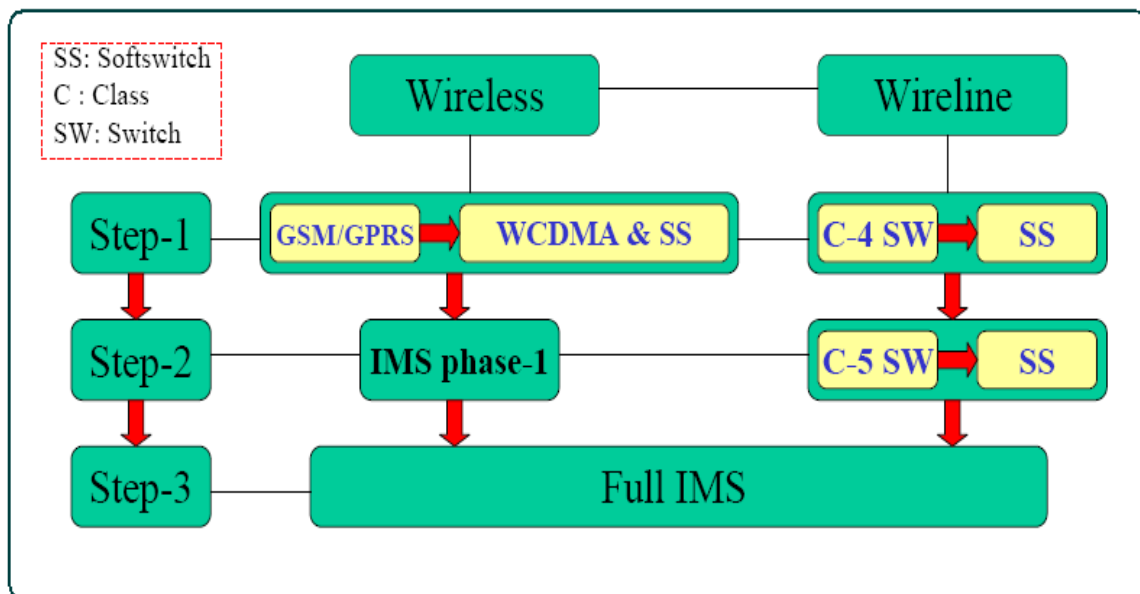 SS: Softswitch
C : Class
SW: Switch
Wireless
Wireline
Step-1
GSM/GPRS
WCDMA & SS
C-4 SW
SS
Step-2
IMS phase-1
C-5 SW
SS
Step-3
Full IMS